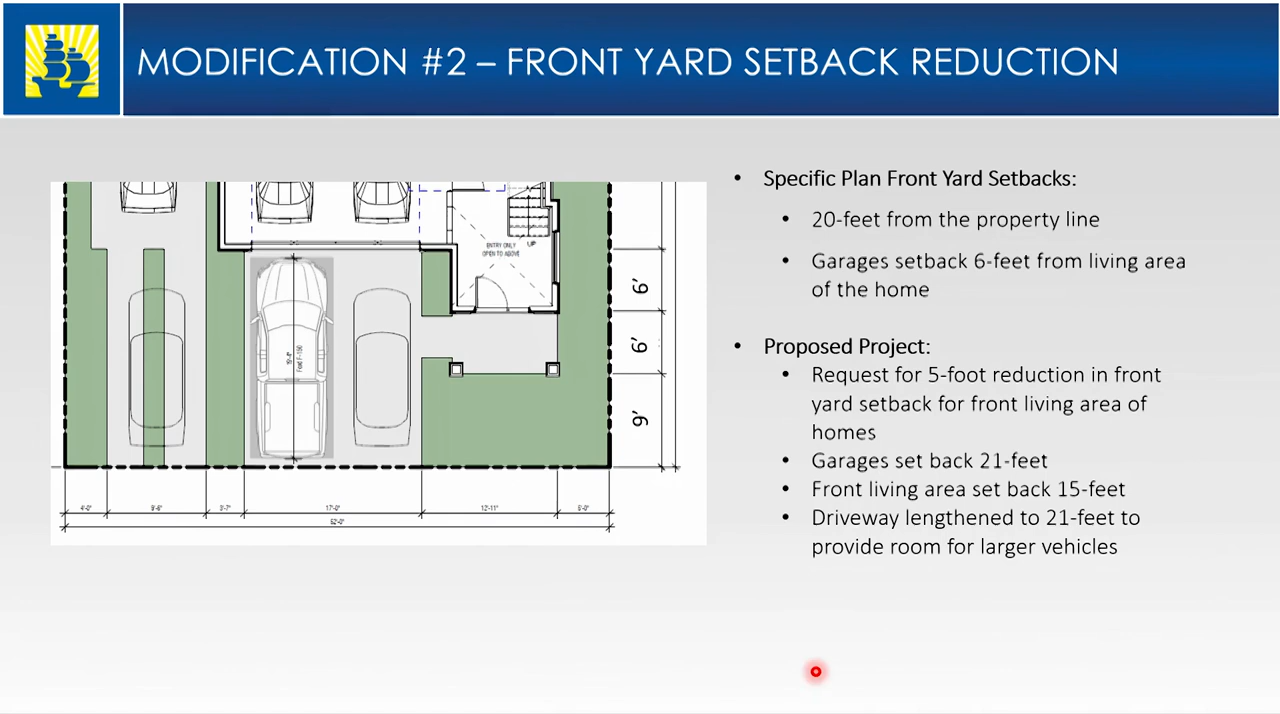 MODIFICATION #2 – FRONT YARD SETBACK REDUCTION
• Specific Plan Front Yard Setbacks:
• 20-feet from the property line
• Garages setback 6-feet from living area
of the home
• Proposed Project:
• Request for 5-foot reduction in front
yard setback for front living area of
homes
• Garages set back 21-feet
• Front living area set back 15-feet
• Driveway lengthened to 21-feet to
provide room for larger vehicles
ENTRY ONLY
OPEN TO ABOVE
UP
6'
6'
9'
19'-4"
Ford F-150
4'-0"
9'-6"
3'-7"
17'-0"
12'-11"
52'-0"